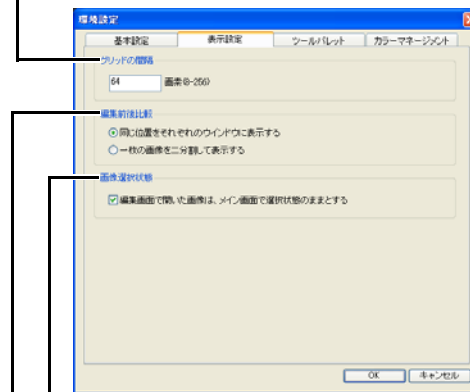 環境設定
基本設定 表示設定 ツールパレット カラーマネージメント
グリッドの間隔
64 画素(8-256)
編集前後比較
同じ位置をそれぞれのウインドウに表示する
一枚の画像を二分割して表示する
画像選択状態
編集画面で開いた画像は、メイン画面で選択状態のままとする
OK キャンセル